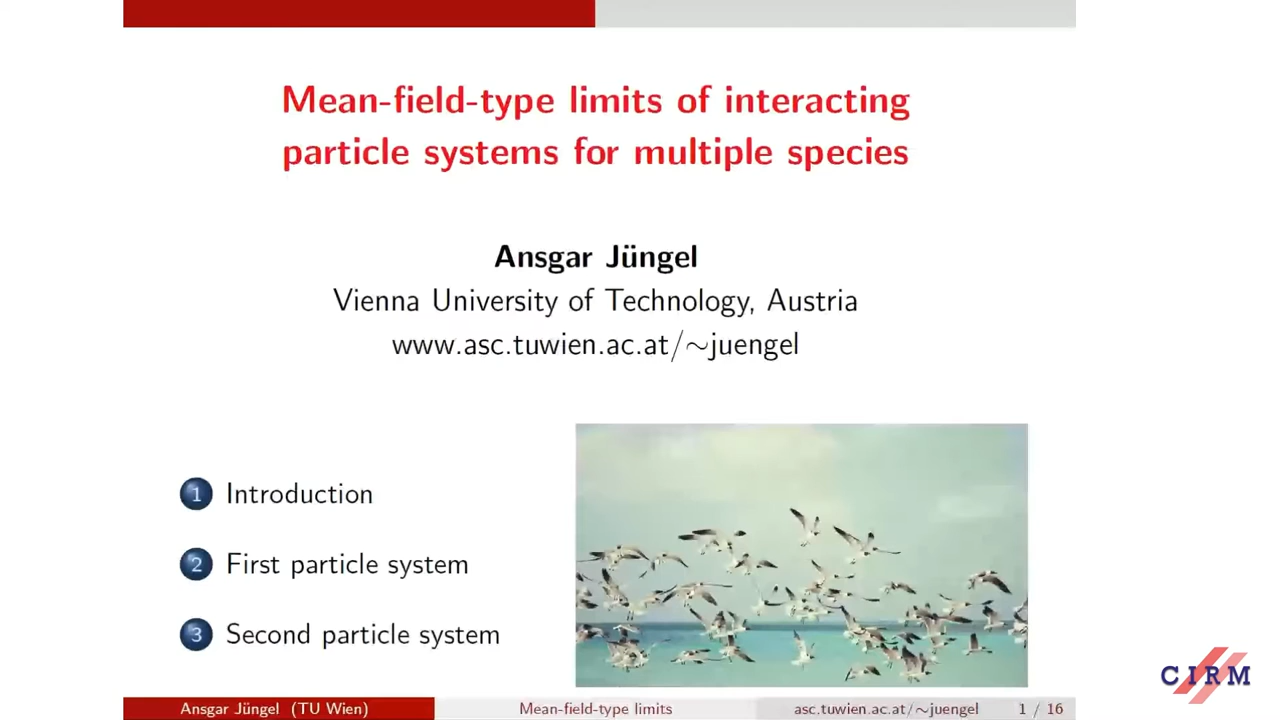 Mean-field-type limits of interacting
particle systems for multiple species
Ansgar Jüngel
Vienna University of Technology, Austria
www.asc.tuwien.ac.at/∼juengel
1 Introduction
2 First particle system
3 Second particle system
CIRM
Ansgar Jüngel (TU Wien) Mean-field-type limits asc.tuwien.ac.at/∼juengel 1 / 16